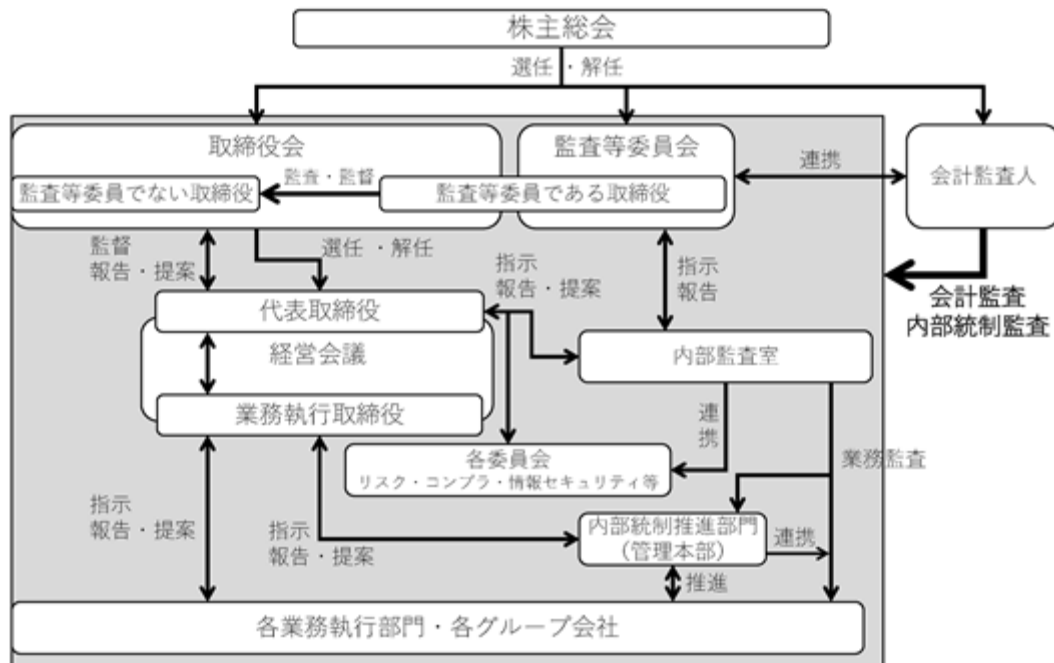 株主総会
選任 ・解任
取締役会
監査等委員会
会計監査人
連携
監査等委員でない取締役
監査・監督
監査等委員である取締役
監督
報告・提案
選任 ・解任
指示
報告・提案
指示
報告
会計監査
内部統制監査
代表取締役
経営会議
内部監査室
業務執行取締役
連携
各委員会
リスク・コンプラ・情報セキュリティ等
業務監査
指示
報告・提案
指示
報告・提案
内部統制推進部門
（管理本部）
連携
推進
各業務執行部門・各グループ会社